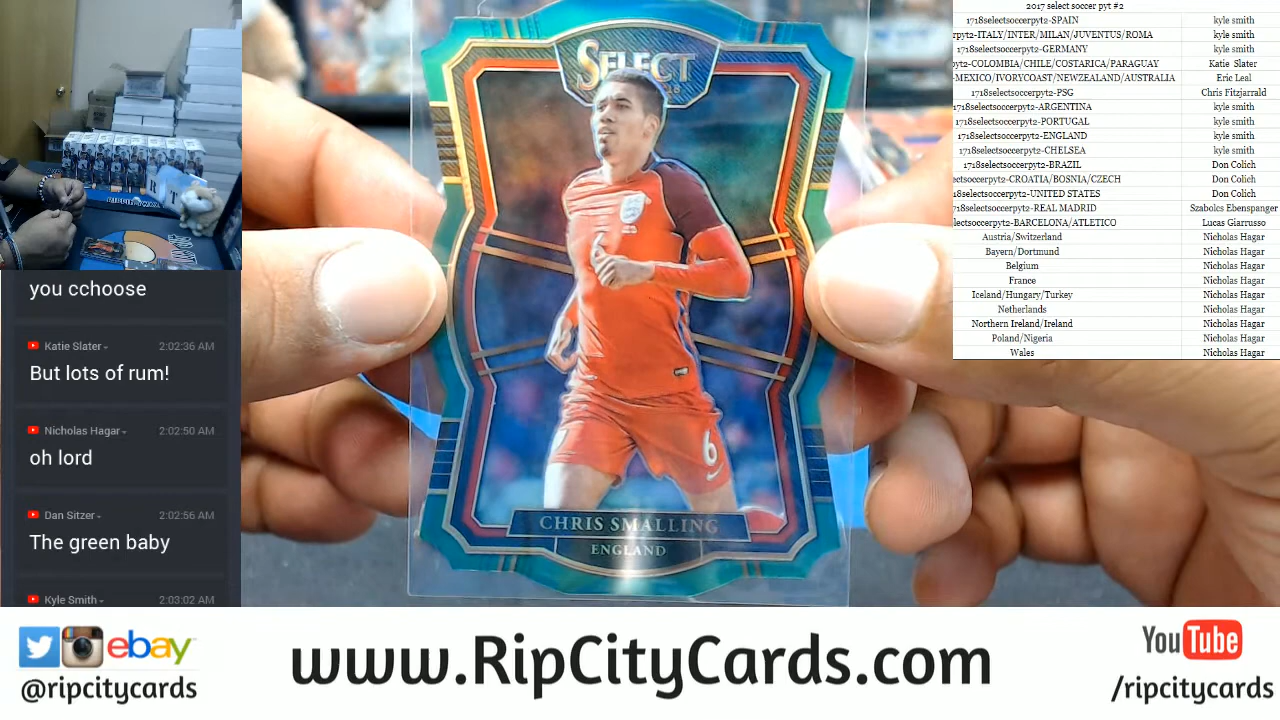 you cchoose
Katie Slater 2:02:36 AM
But lots of rum!
Nicholas Hagar 2:02:50 AM
oh lord
Dan Sitzer 2:02:56 AM
The green baby
Kyle Smith 2:03:02 AM
SELECT
6
6
CHRIS SMALLING
ENGLAND
2017 select soccer pyt #2
1718selectsoccerpyt2-SPAIN kyle smith
pyt2-ITALY/INTER/MILAN/JUVENTUS/ROMA kyle smith
1718selectsoccerpyt2-GERMANY kyle smith
pyt2-COLOMBIA/CHILE/COSTARICA/PARAGUAY Katie Slater
-MEXICO/IVORYCOAST/NEWZEALAND/AUSTRALIA Eric Leal
1718selectsoccerpyt2-PSG Chris Fitzjarrald
1718selectsoccerpyt2-ARGENTINA kyle smith
1718selectsoccerpyt2-PORTUGAL kyle smith
1718selectsoccerpyt2-ENGLAND kyle smith
1718selectsoccerpyt2-CHELSEA kyle smith
1718selectsoccerpyt2-BRAZIL Don Colich
ectsoccerpyt2-CROATIA/BOSNIA/CZECH Don Colich
18selectsoccerpyt2-UNITED STATES Don Colich
718selectsoccerpyt2-REAL MADRID Szabolcs Ebenspanger
lectsoccerpyt2-BARCELONA/ATLETICO Lucas Giarrusso
Austria/Switzerland Nicholas Hagar
Bayern/Dortmund Nicholas Hagar
Belgium Nicholas Hagar
France Nicholas Hagar
Iceland/Hungary/Turkey Nicholas Hagar
Netherlands Nicholas Hagar
Northern Ireland/Ireland Nicholas Hagar
Poland/Nigeria Nicholas Hagar
Wales Nicholas Hagar
ebay
@ripcitycards
www.RipCityCards.com
YouTube
/ripcitycards